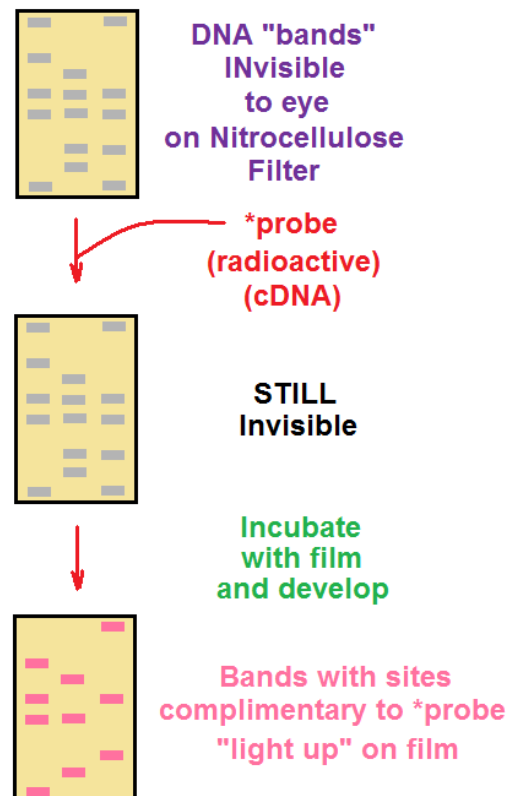 DNA "bands"
INvisible
to eye
on Nitrocellulose
Filter
*probe
(radioactive)
(cDNA)
STILL
Invisible
Incubate
with film
and develop
Bands with sites
complimentary to *probe
"light up" on film